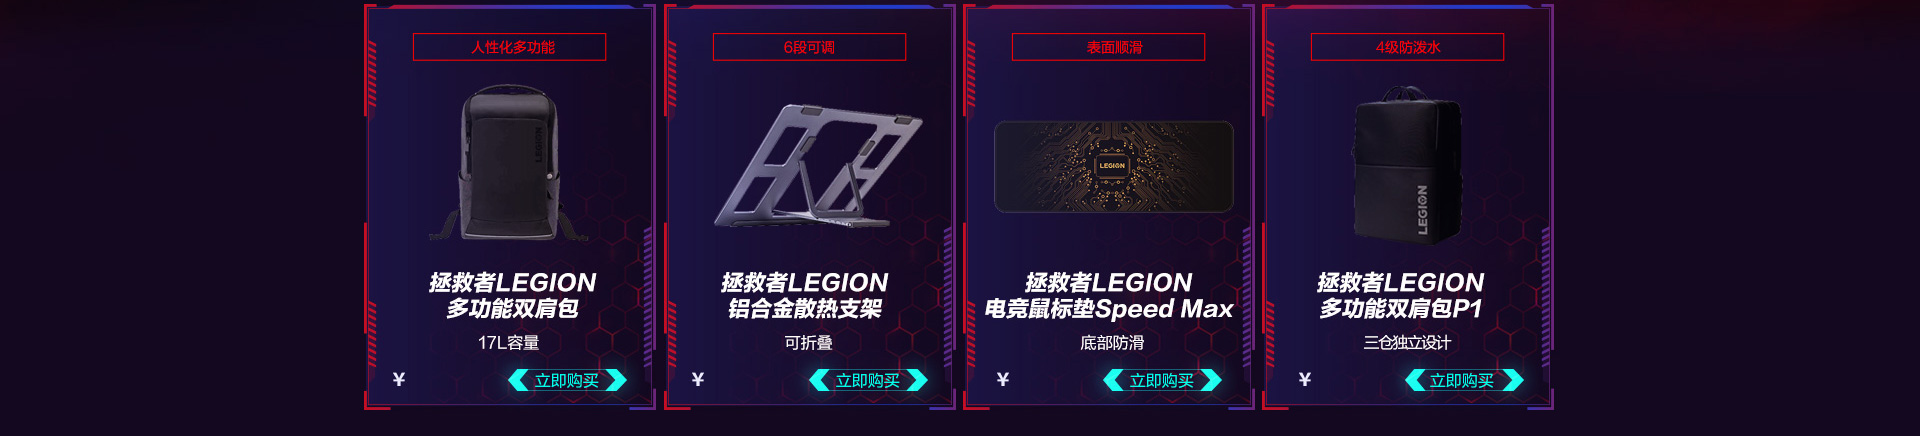 人性化多功能
LEGION
拯救者LEGION
多功能双肩包
17L容量
¥
立即购买
6段可调
拯救者LEGION
铝合金散热支架
可折叠
¥
立即购买
表面顺滑
LEGION
拯救者LEGION
电竞鼠标垫Speed Max
底部防滑
¥
立即购买
4级防泼水
LEGION
拯救者LEGION
多功能双肩包P1
三仓独立设计
¥
立即购买